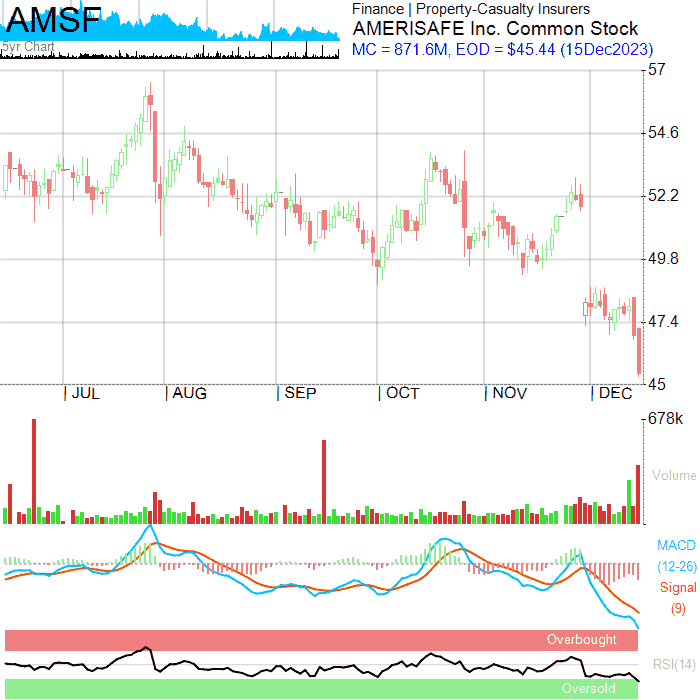 AMSF
5yr Chart
Finance | Property-Casualty Insurers
AMERISAFE Inc. Common Stock
MC = 871.6M, EOD = $45.44 (15Dec2023)
57
54.6
52.2
49.8
47.4
45
| JUL | AUG | SEP | OCT | NOV | DEC
678k
Volume
MACD
(12-26)
Signal
(9)
Overbought
RSI(14)
Oversold